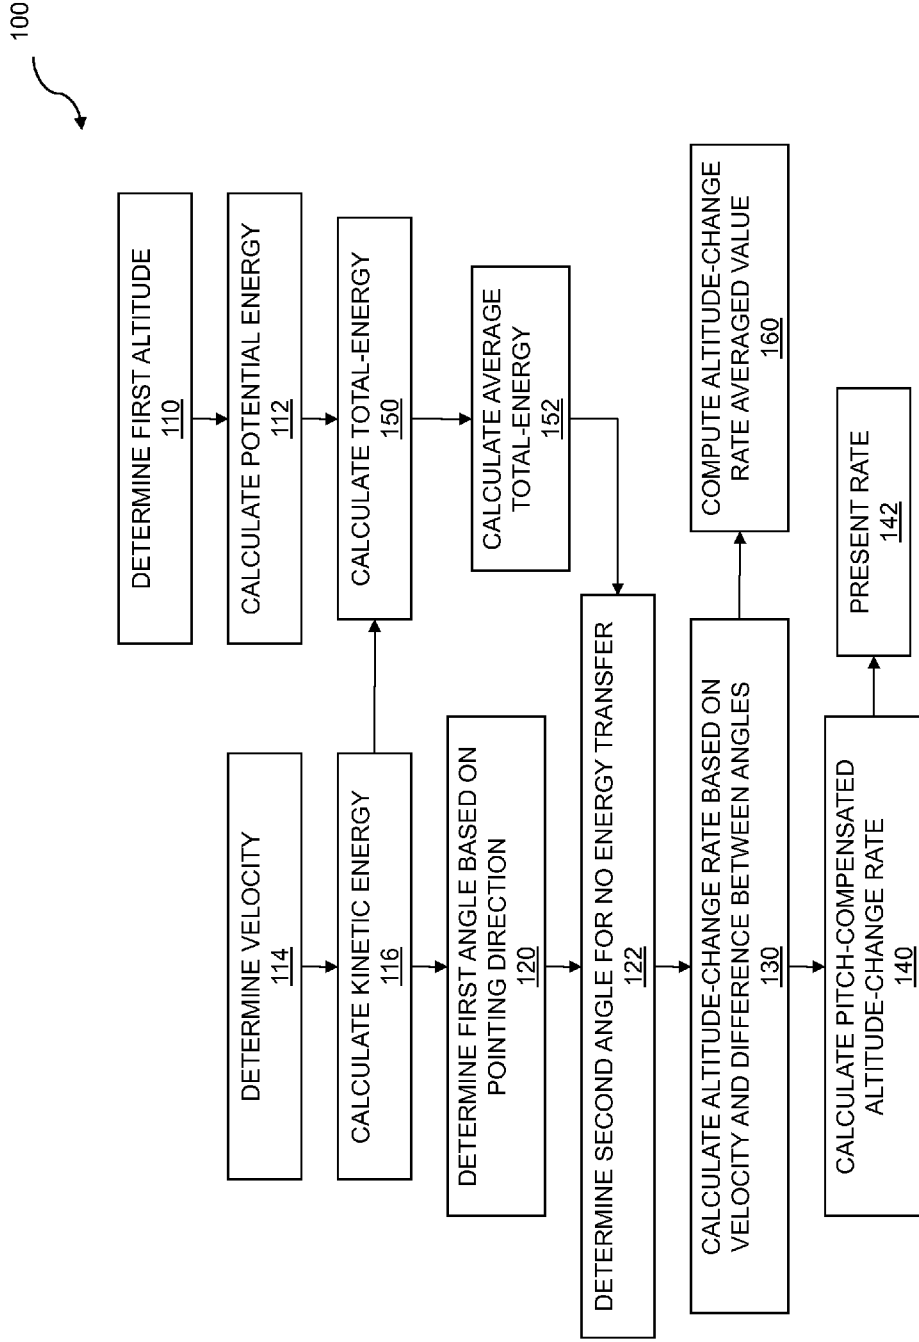 100
DETERMINE FIRST ALTITUDE
110
DETERMINE VELOCITY
114
CALCULATE POTENTIAL ENERGY
112
CALCULATE KINETIC ENERGY
116
CALCULATE TOTAL-ENERGY
150
DETERMINE FIRST ANGLE BASED ON
POINTING DIRECTION
120
CALCULATE AVERAGE
TOTAL-ENERGY
152
DETERMINE SECOND ANGLE FOR NO ENERGY TRANSFER
122
CALCULATE ALTITUDE-CHANGE RATE BASED ON
VELOCITY AND DIFFERENCE BETWEEN ANGLES
130
COMPUTE ALTITUDE-CHANGE
RATE AVERAGED VALUE
160
CALCULATE PITCH-COMPENSATED
ALTITUDE-CHANGE RATE
140
PRESENT RATE
142